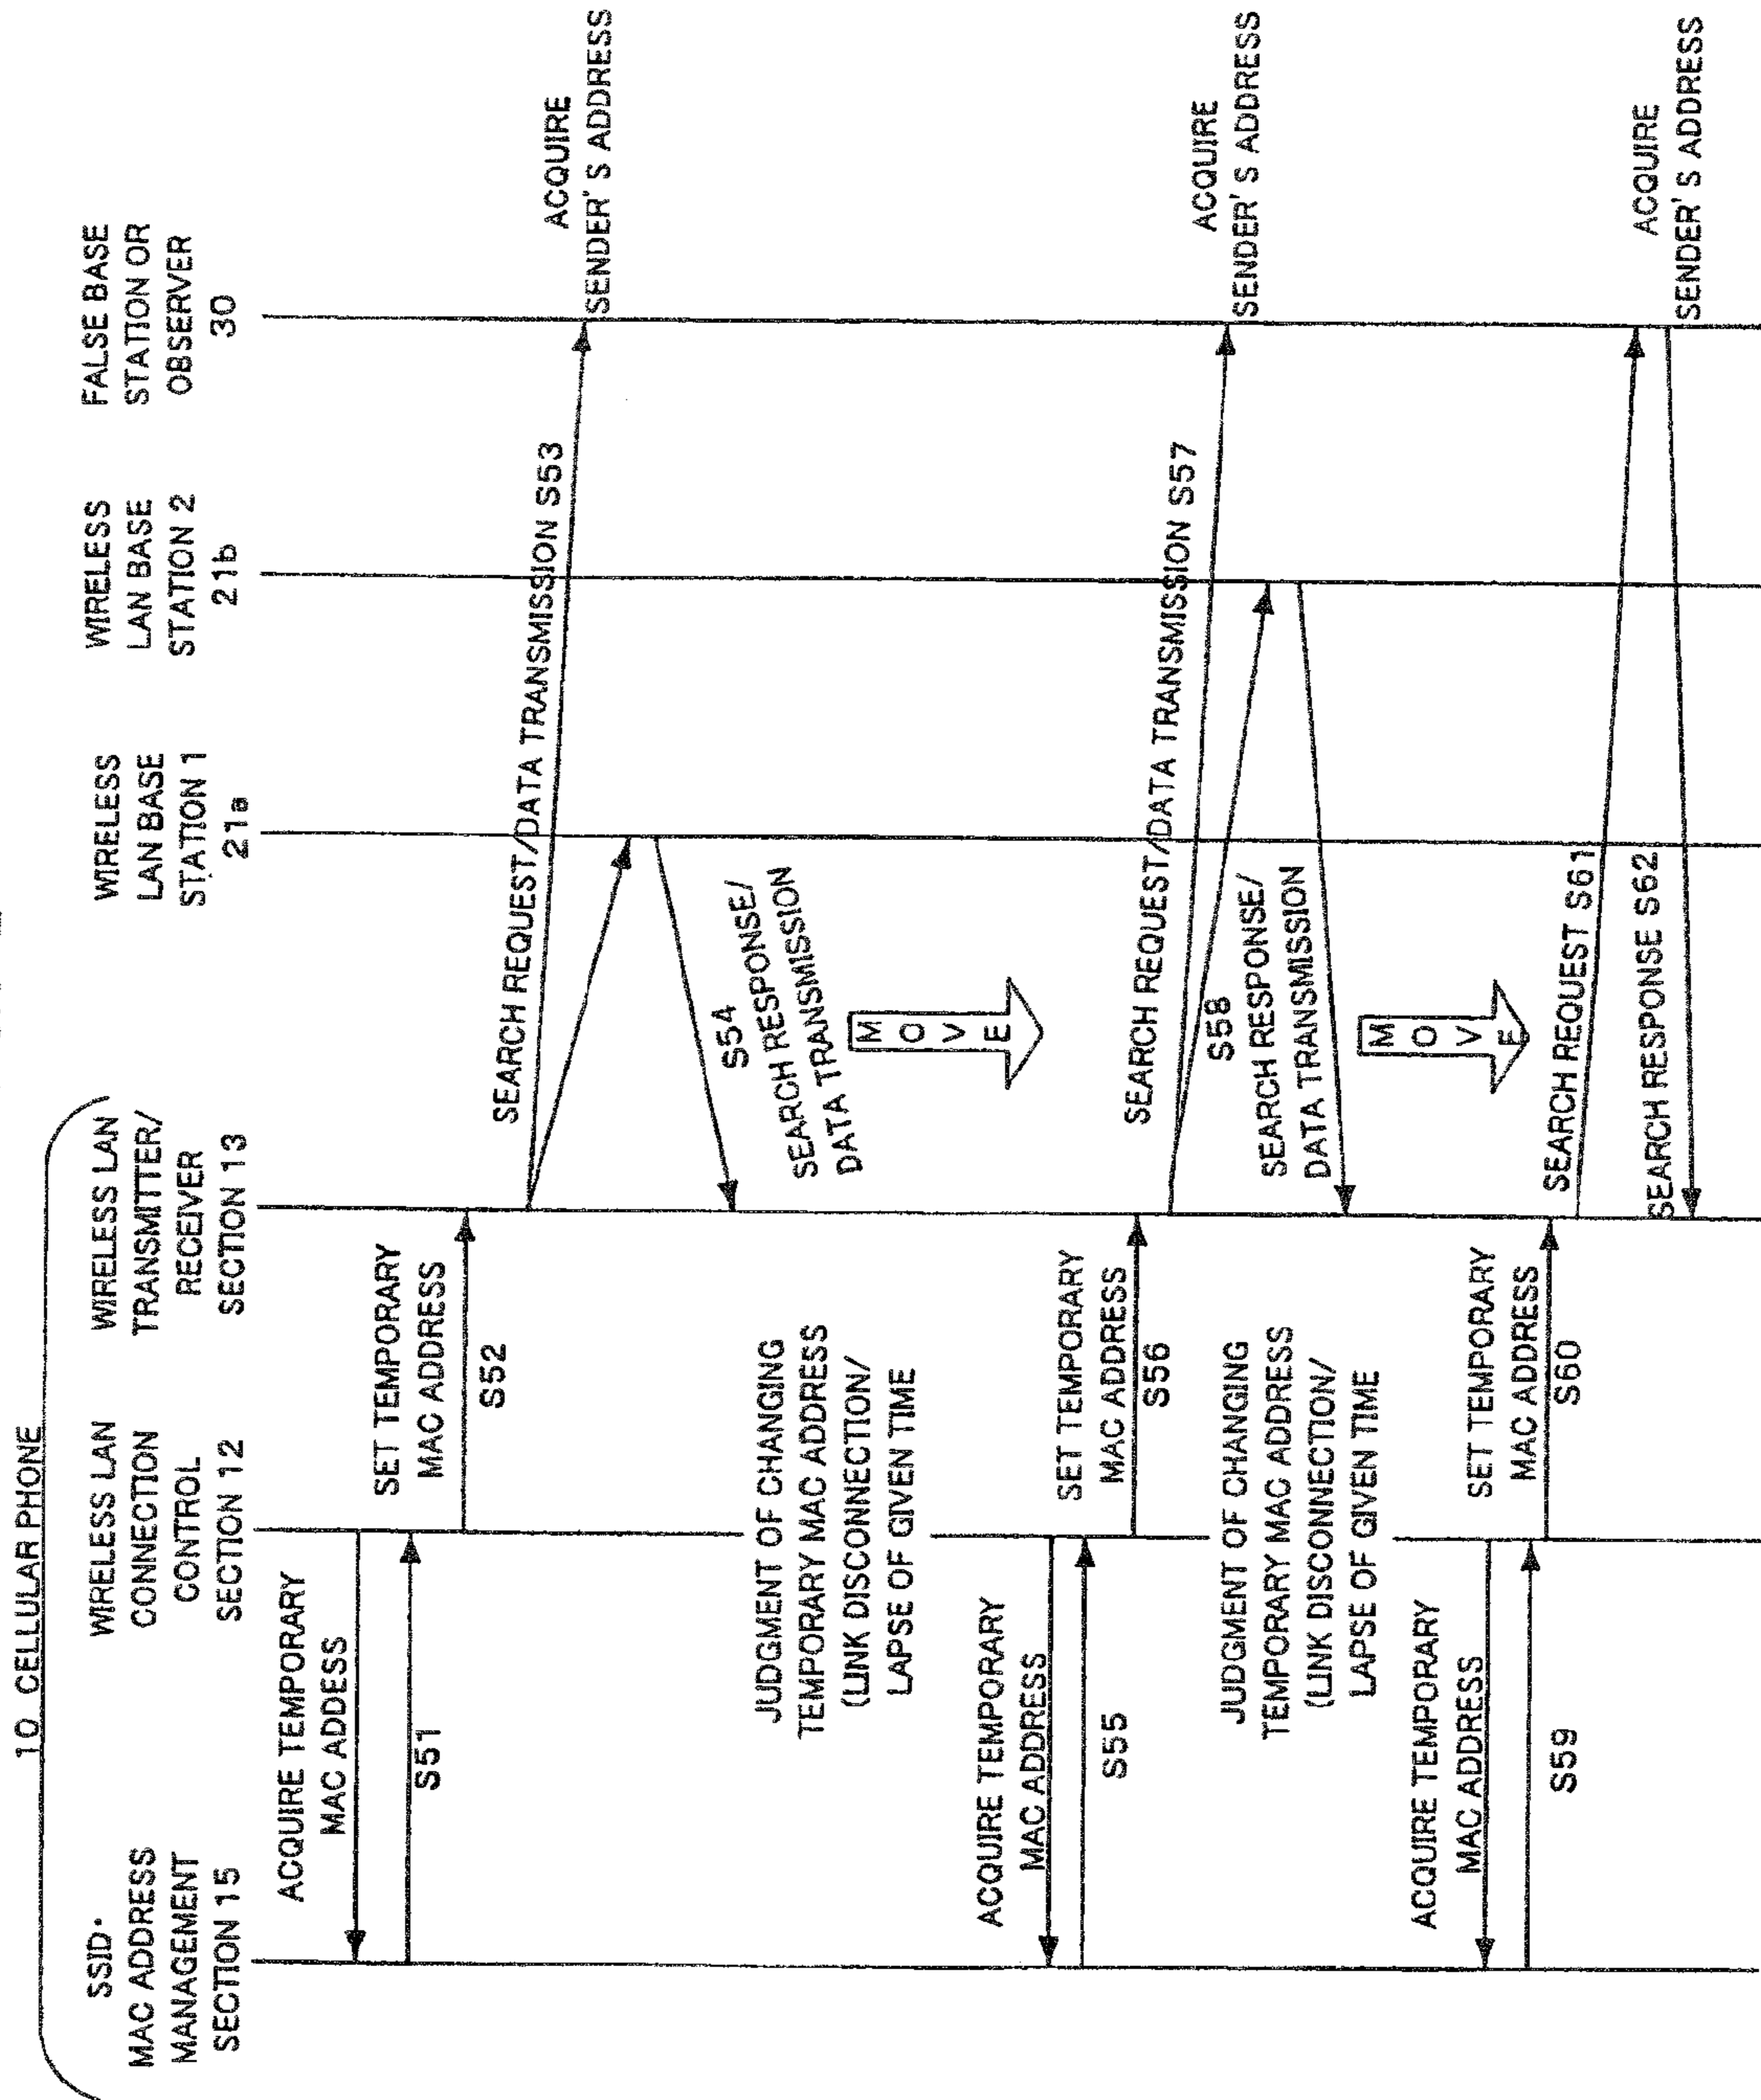 10 CELLULAR PHONE
SSID·
MAC ADDRESS
MANAGEMENT
SECTION 15
WIRELESS LAN
CONNECTION
CONTROL
SECTION 12
WIRELESS LAN
TRANSMITTER/
RECEIVER
SECTION 13
WIRELESS
LAN BASE
STATION 1
21a
WIRELESS
LAN BASE
STATION 2
21b
FALSE BASE
STATION OR
OBSERVER
30
ACQUIRE TEMPORARY
MAC ADDESS
S51
SET TEMPORARY
MAC ADDRESS
S52
SEARCH REQUEST/DATA TRANSMISSION S53
ACQUIRE
SENDER'S ADDRESS
S54
SEARCH RESPONSE/
DATA TRANSMISSION
MOVE
JUDGMENT OF CHANGING
TEMPORARY MAC ADDRESS
(LINK DISCONNECTION/
LAPSE OF GIVEN TIME
ACQUIRE TEMPORARY
MAC ADDRESS
S55
SET TEMPORARY
MAC ADDRESS
S56
SEARCH REQUEST/DATA TRANSMISSION S57
ACQUIRE
SENDER'S ADDRESS
S58
SEARCH RESPONSE/
DATA TRANSMISSION
MOVE
JUDGMENT OF CHANGING
TEMPORARY MAC ADDRESS
(LINK DISCONNECTION/
LAPSE OF GIVEN TIME
ACQUIRE TEMPORARY
MAC ADDRESS
S59
SET TEMPORARY
MAC ADDRESS
S60
SEARCH REQUEST S61
SEARCH RESPONSE S62
ACQUIRE
SENDER'S ADDRESS